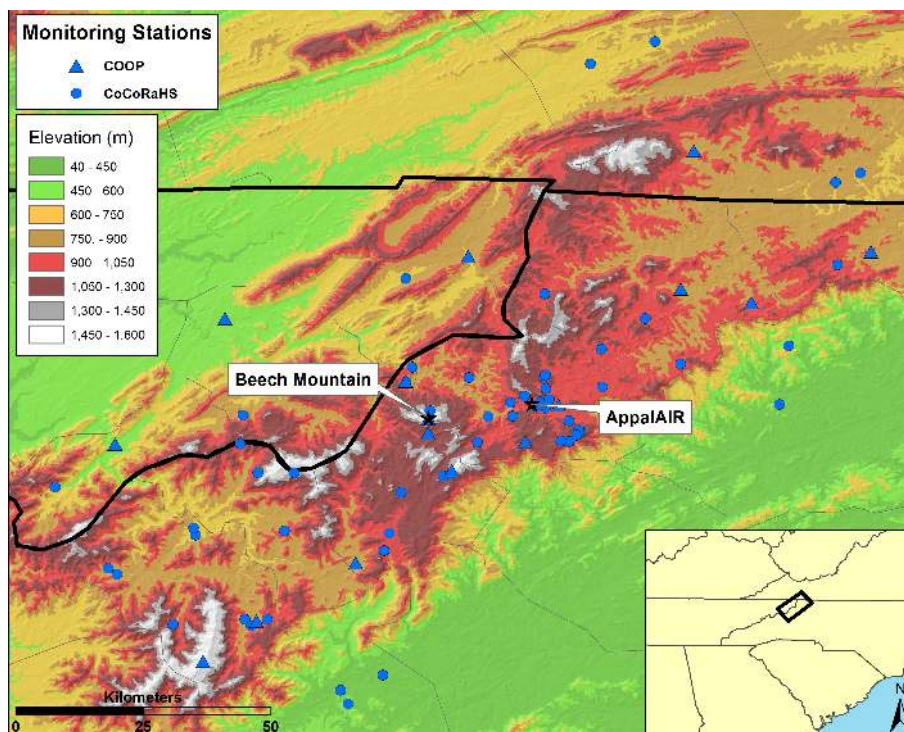 Monitoring Stations
COOP
CoCoRaHS
Elevation (m)
40 - 450
450 - 600
600 - 750
750. - 900
900 - 1,050
1,050 - 1,300
1,300 - 1,450
1,450 - 1,600
Beech Mountain
AppalAIR
Kilometers
0 25 50
N